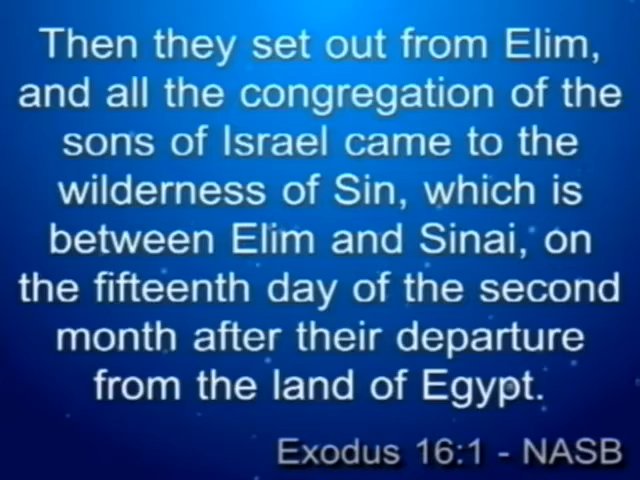 Then they set out from Elim,
and all the congregation of the
sons of Israel came to the
wilderness of Sin, which is
between Elim and Sinai, on
the fifteenth day of the second
month after their departure
from the land of Egypt.
Exodus 16:1 - NASB